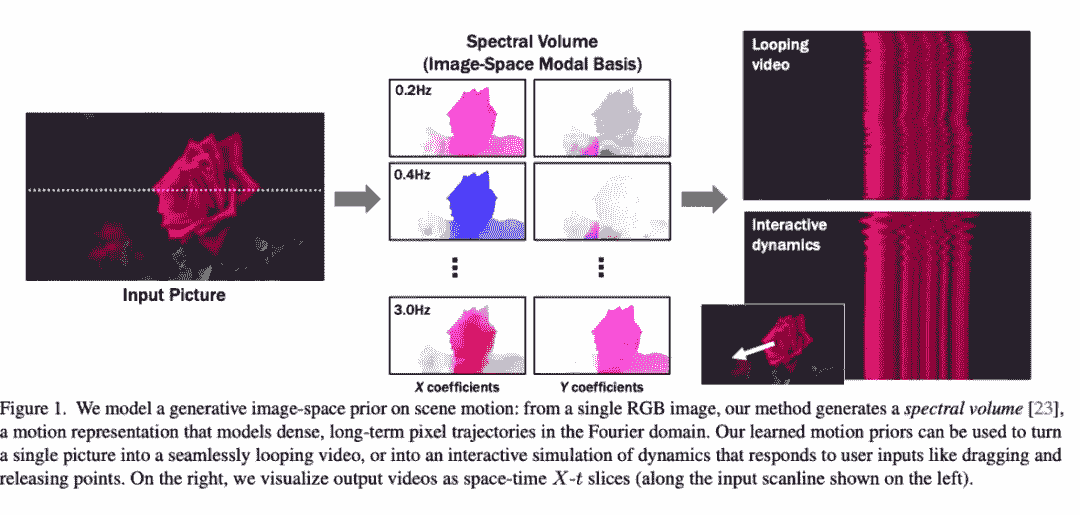 Spectral Volume
(Image-Space Modal Basis)
Looping
video
0.2Hz
0.4Hz
Interactive
dynamics
Input Picture
3.0Hz
X coefficients
Y coefficients
Figure 1. We model a generative image-space prior on scene motion: from a single RGB image, our method generates a spectral volume [23],
a motion representation that models dense, long-term pixel trajectories in the Fourier domain. Our learned motion priors can be used to turn
a single picture into a seamlessly looping video, or into an interactive simulation of dynamics that responds to user inputs like dragging and
releasing points. On the right, we visualize output videos as space-time X-t slices (along the input scanline shown on the left).